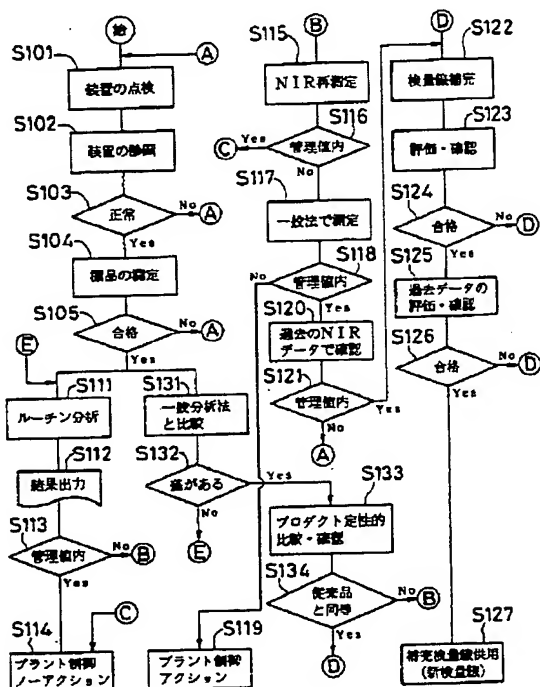 始
A
S101
装置の点検
S102
装置の診断
S103
正常
No
A
Yes
S104
標品の測定
S105
合格
No
A
E
Yes
S111
ルーチン分析
S112
結果出力
S113
管理値内
No
B
Yes
C
S114
プラント制御
ノーアクション
S131
一般分析法
と比較
S132
差がある
Yes
No
E
S133
プロダクト定性的
比較・確認
S134
従来品
と同等
No
B
Yes
D
B
S115
NIR再測定
S116
Yes
C
管理値内
No
S117
一般法で測定
S118
No
管理値内
Yes
S120
過去のNIR
データで確認
S121
管理値内
Yes
No
A
S119
プラント制御
アクション
D
S122
検量線補完
S123
評価・確認
S124
合格
No
D
Yes
S125
過去データの
評価・確認
S126
合格
No
D
Yes
S127
補完検量線供用
(新検量線)